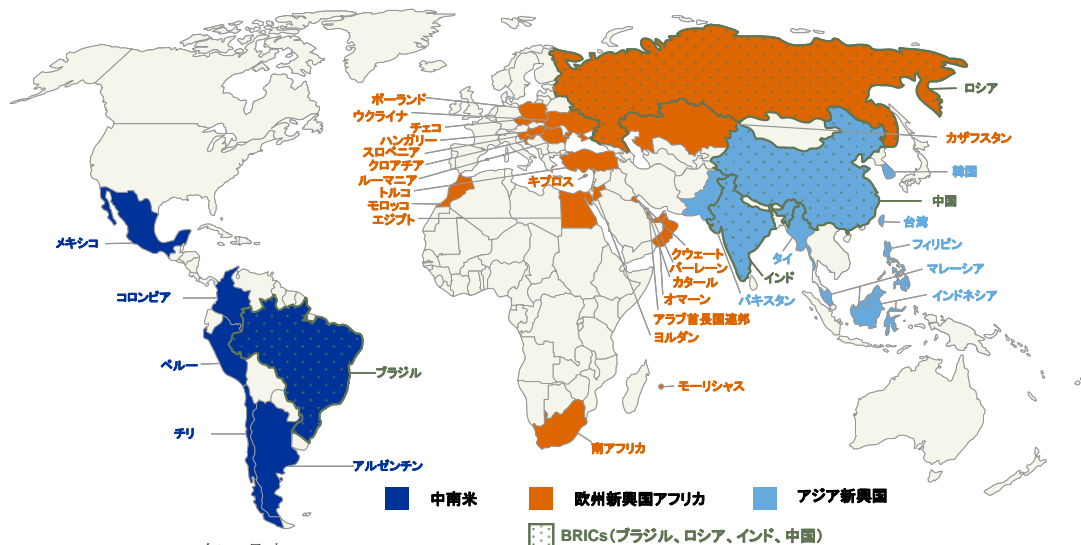 ポーランド
ウクライナ
チェコ
ハンガリー
スロベニア
クロアチア
ルーマニア
トルコ
モロッコ
エジプト
キプロス
ロシア
カザフスタン
韓国
中国
台湾
フィリピン
マレーシア
インドネシア
タイ
インド
パキスタン
クウェート
バーレーン
カタール
オマーン
アラブ首長国連邦
ヨルダン
モーリシャス
南アフリカ
メキシコ
コロンビア
ペルー
ブラジル
チリ
アルゼンチン
中南米
欧州新興国アフリカ
アジア新興国
BRICs（ブラジル、ロシア、インド、中国）